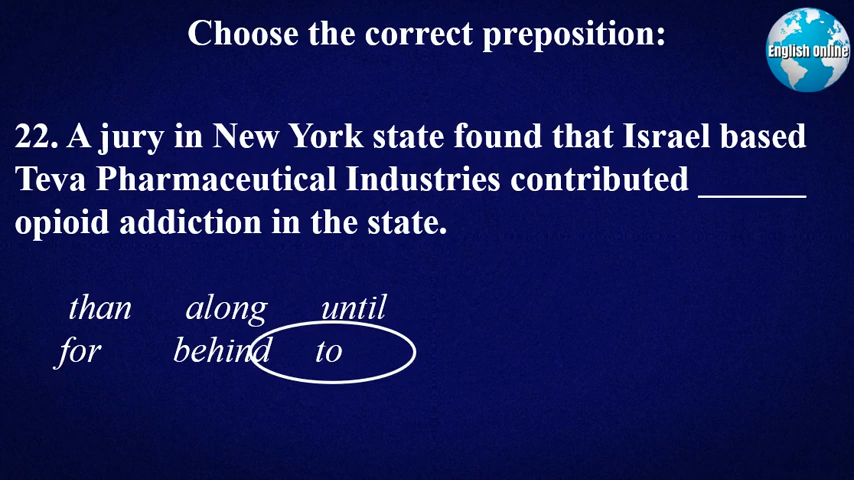 Choose the correct preposition:
English Online
22. A jury in New York state found that Israel based
Teva Pharmaceutical Industries contributed ______
opioid addiction in the state.
than along until
for behind to